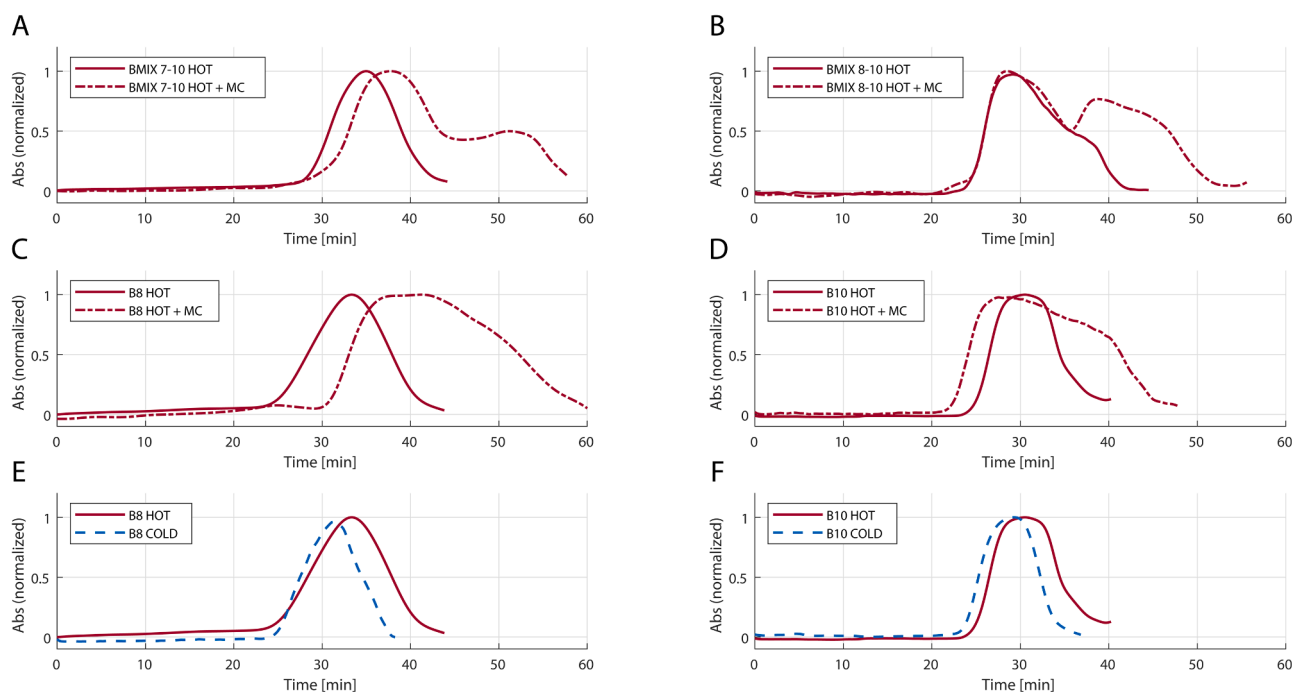 A
Abs (normalized)
1
0.5
0
BMIX 7-10 HOT
BMIX 7-10 HOT + MC
0 10 20 30 40 50 60
Time [min]
B
Abs (normalized)
1
0.5
0
BMIX 8-10 HOT
BMIX 8-10 HOT + MC
0 10 20 30 40 50 60
Time [min]
C
Abs (normalized)
1
0.5
0
B8 HOT
B8 HOT + MC
0 10 20 30 40 50 60
Time [min]
D
Abs (normalized)
1
0.5
0
B10 HOT
B10 HOT + MC
0 10 20 30 40 50 60
Time [min]
E
Abs (normalized)
1
0.5
0
B8 HOT
B8 COLD
0 10 20 30 40 50 60
Time [min]
F
Abs (normalized)
1
0.5
0
B10 HOT
B10 COLD
0 10 20 30 40 50 60
Time [min]